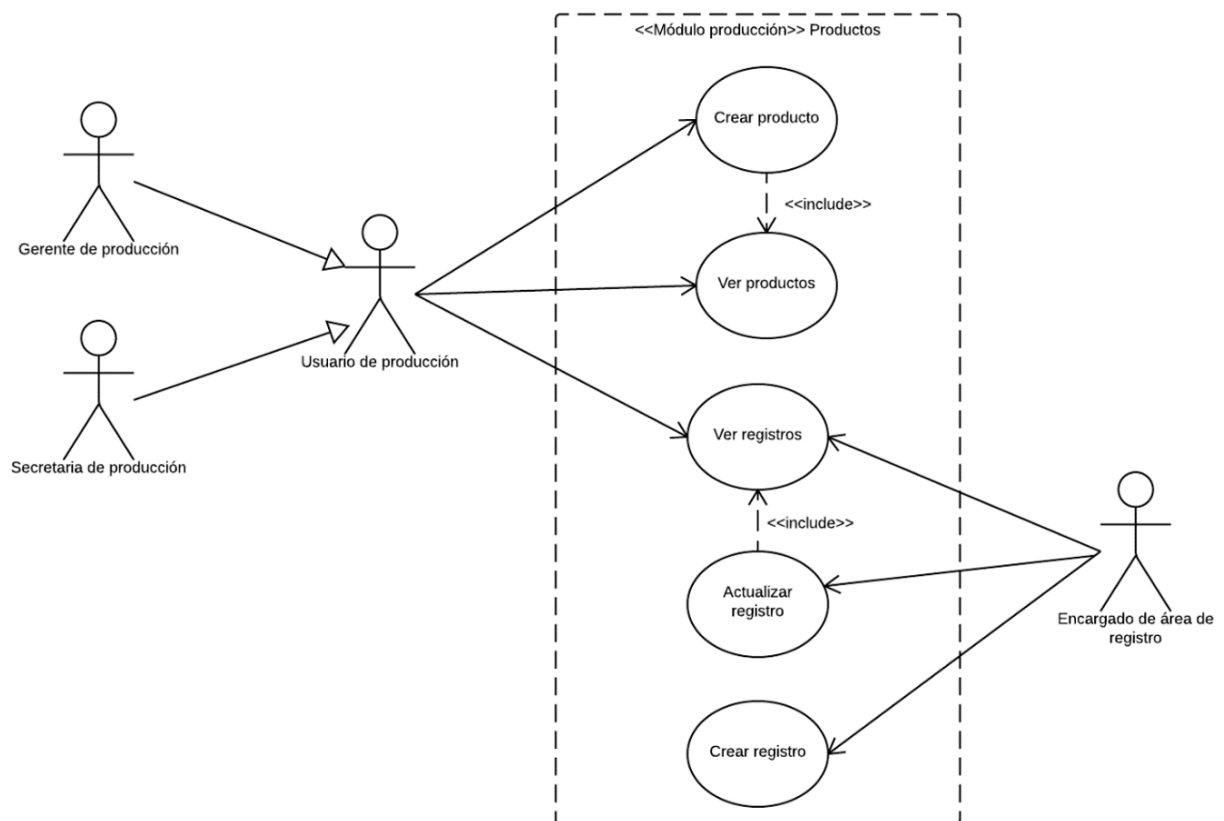 <<Módulo producción>> Productos
Crear producto
<<include>>
Gerente de producción
Ver productos
Usuario de producción
Ver registros
Secretaria de producción
<<include>>
Actualizar
registro
Encargado de área de
registro
Crear registro